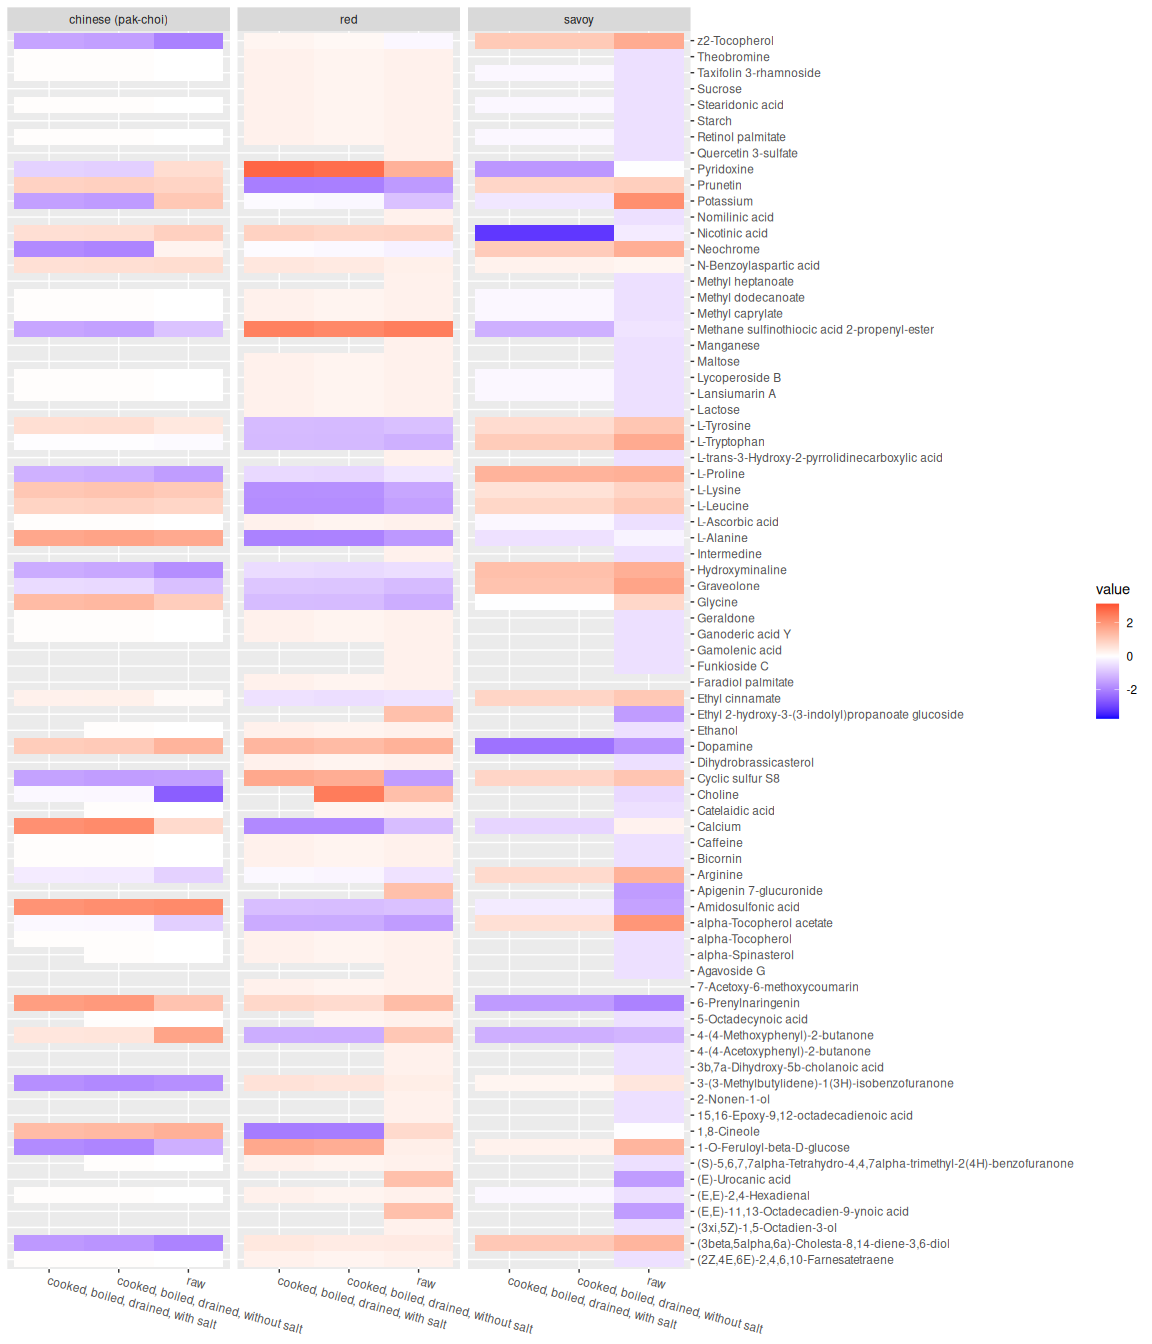 chinese (pak-choi)
red
savoy
z2-Tocopherol
Theobromine
Taxifolin 3-rhamnoside
Sucrose
Stearidonic acid
Starch
Retinol palmitate
Quercetin 3-sulfate
Pyridoxine
Prunetin
Potassium
Nomilinic acid
Nicotinic acid
Neochrome
N-Benzoylaspartic acid
Methyl heptanoate
Methyl dodecanoate
Methyl caprylate
Methane sulfinothiocic acid 2-propenyl-ester
Manganese
Maltose
Lycoperoside B
Lansiumarin A
Lactose
L-Tyrosine
L-Tryptophan
L-trans-3-Hydroxy-2-pyrrolidinecarboxylic acid
L-Proline
L-Lysine
L-Leucine
L-Ascorbic acid
L-Alanine
Intermedine
Hydroxyminaline
Graveolone
Glycine
Geraldone
Ganoderic acid Y
Gamolenic acid
Funkioside C
Faradiol palmitate
Ethyl cinnamate
Ethyl 2-hydroxy-3-(3-indolyl)propanoate glucoside
Ethanol
Dopamine
Dihydrobrassicasterol
Cyclic sulfur S8
Choline
Catelaidic acid
Calcium
Caffeine
Bicornin
Arginine
Apigenin 7-glucuronide
Amidosulfonic acid
alpha-Tocopherol acetate
alpha-Tocopherol
alpha-Spinasterol
Agavoside G
7-Acetoxy-6-methoxycoumarin
6-Prenylnaringenin
5-Octadecynoic acid
4-(4-Methoxyphenyl)-2-butanone
4-(4-Acetoxyphenyl)-2-butanone
3b,7a-Dihydroxy-5b-cholanoic acid
3-(3-Methylbutylidene)-1(3H)-isobenzofuranone
2-Nonen-1-ol
15,16-Epoxy-9,12-octadecadienoic acid
1,8-Cineole
1-O-Feruloyl-beta-D-glucose
(S)-5,6,7,7alpha-Tetrahydro-4,4,7alpha-trimethyl-2(4H)-benzofuranone
(E)-Urocanic acid
(E,E)-2,4-Hexadienal
(E,E)-11,13-Octadecadien-9-ynoic acid
(3xi,5Z)-1,5-Octadien-3-ol
(3beta,5alpha,6a)-Cholesta-8,14-diene-3,6-diol
(2Z,4E,6E)-2,4,6,10-Farnesatetraene
cooked, boiled, drained, with salt
cooked, boiled, drained, without salt
raw
cooked, boiled, drained, with salt
cooked, boiled, drained, without salt
raw
cooked, boiled, drained, with salt
cooked, boiled, drained, without salt
raw
value
2
0
-2